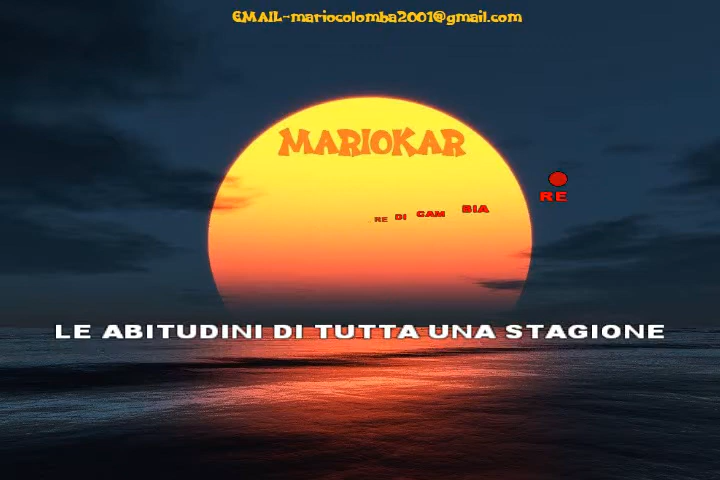 EMAIL-mariocolomba2001@gmail.com
MARIOKAR
RE DI CAM BIA RE
LE ABITUDINI DI TUTTA UNA STAGIONE